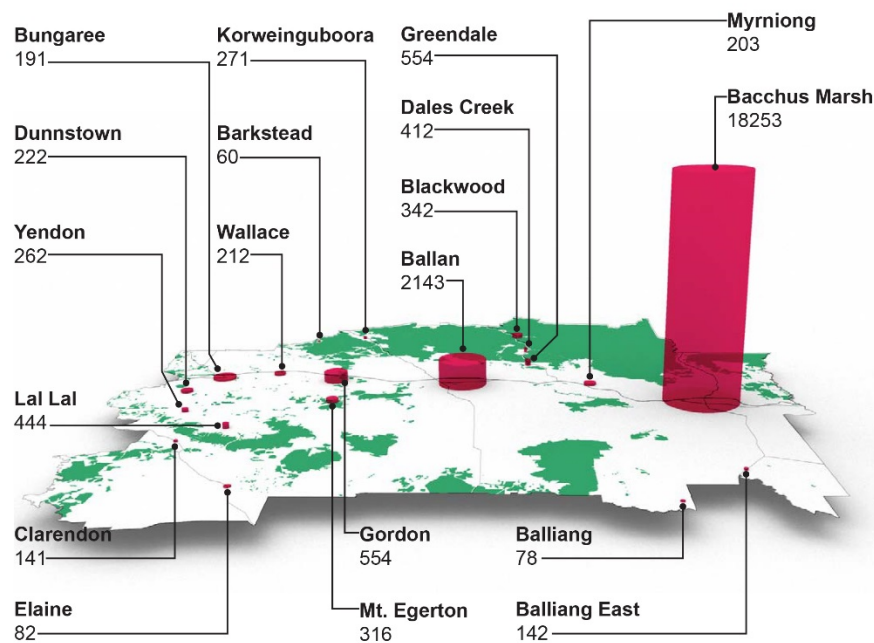 Bungaree
191
Korweinguboora
271
Greendale
554
Myrniong
203
Bacchus Marsh
18253
Dales Creek
412
Dunnstown
222
Barkstead
60
Blackwood
342
Yendon
262
Wallace
212
Ballan
2143
Lal Lal
444
Clarendon
141
Gordon
554
Balliang
78
Elaine
82
Mt. Egerton
316
Balliang East
142